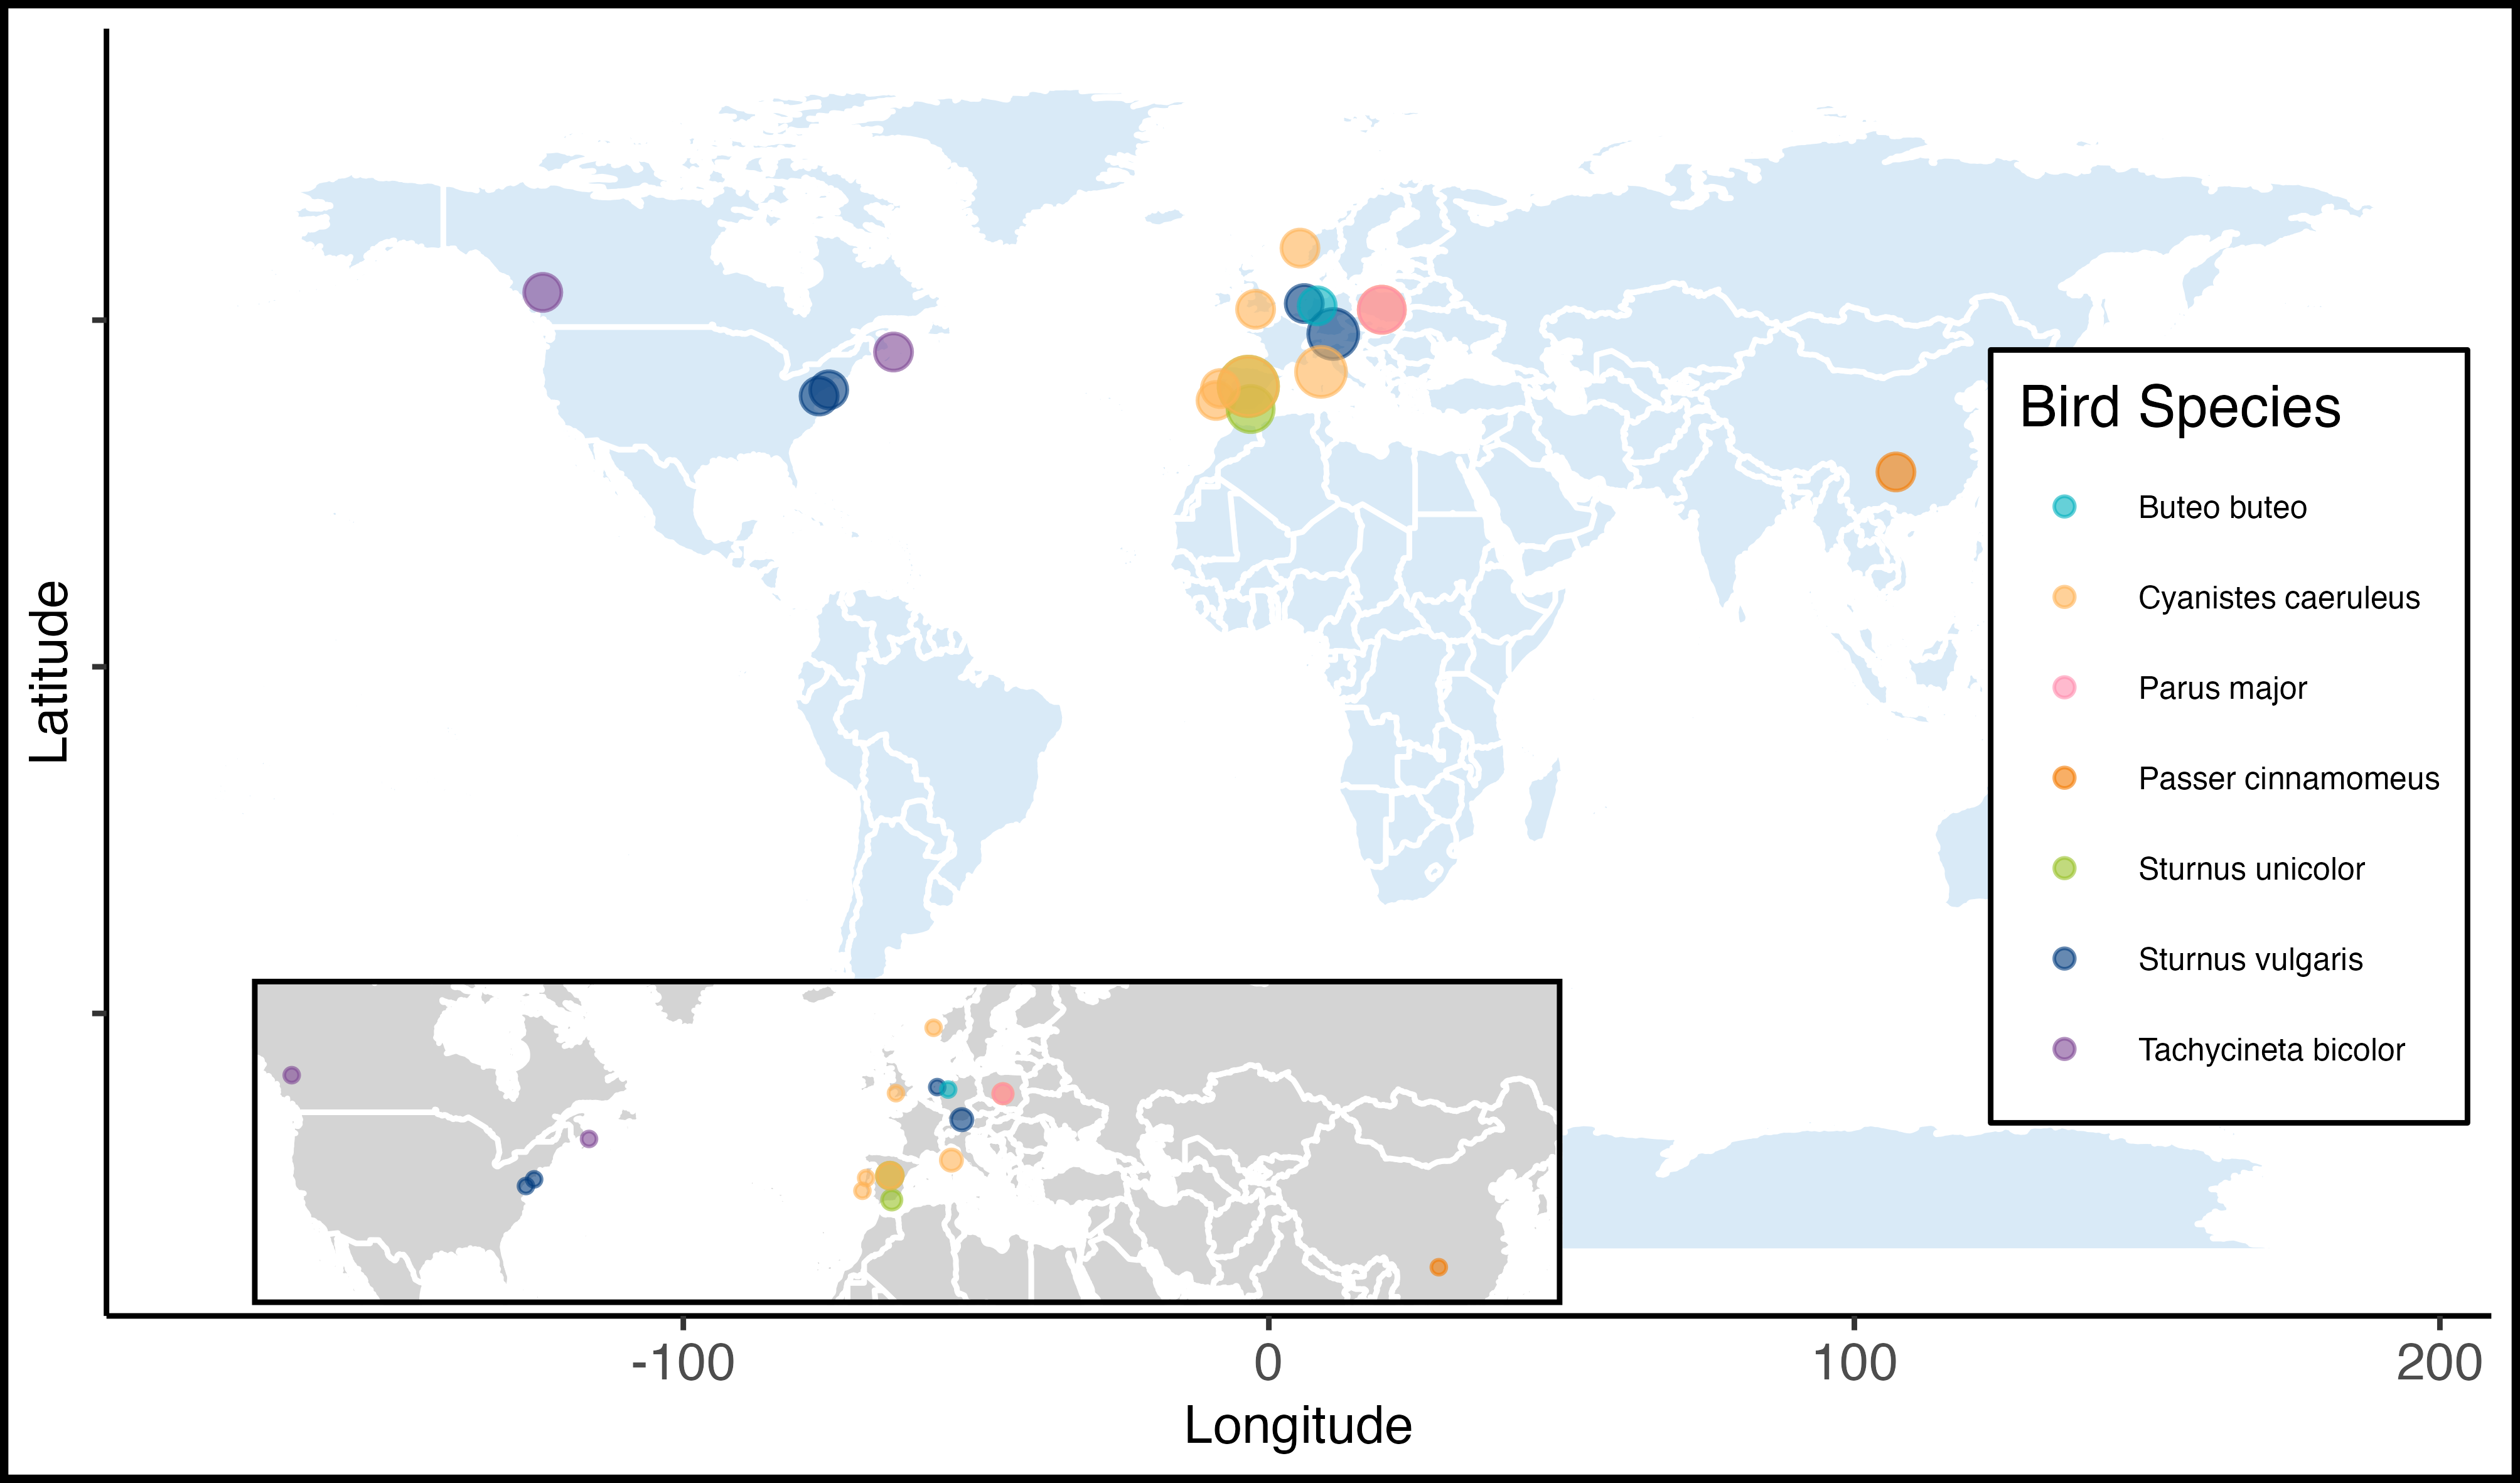 Latitude
Bird Species
Buteo buteo
Cyanistes caeruleus
Parus major
Passer cinnamomeus
Sturnus unicolor
Sturnus vulgaris
Tachycineta bicolor
-100
0
100
200
Longitude